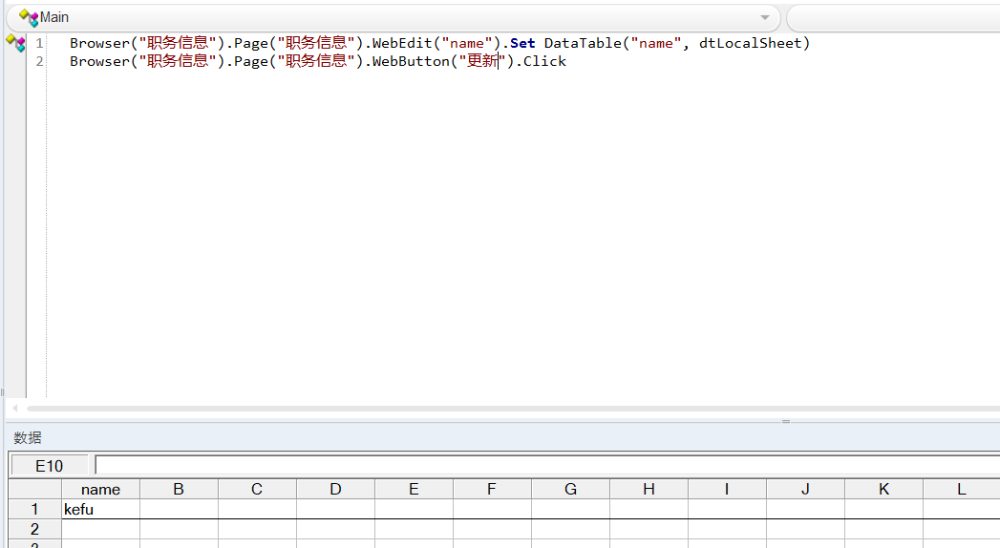 Main
1 Browser("职务信息").Page("职务信息").WebEdit("name").Set DataTable("name", dtLocalSheet)
2 Browser("职务信息").Page("职务信息").WebButton("更新").Click
数据
E10
name B C D E F G H I J K L
1 kefu
2
3